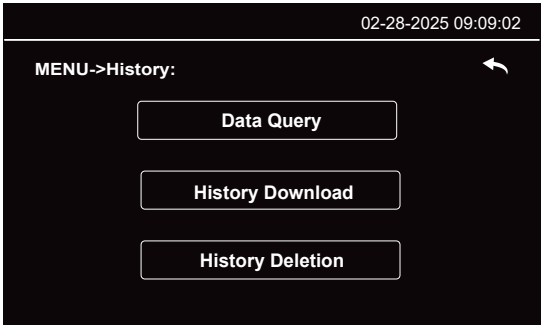 02-28-2025 09:09:02
MENU->History:
Data Query
History Download
History Deletion